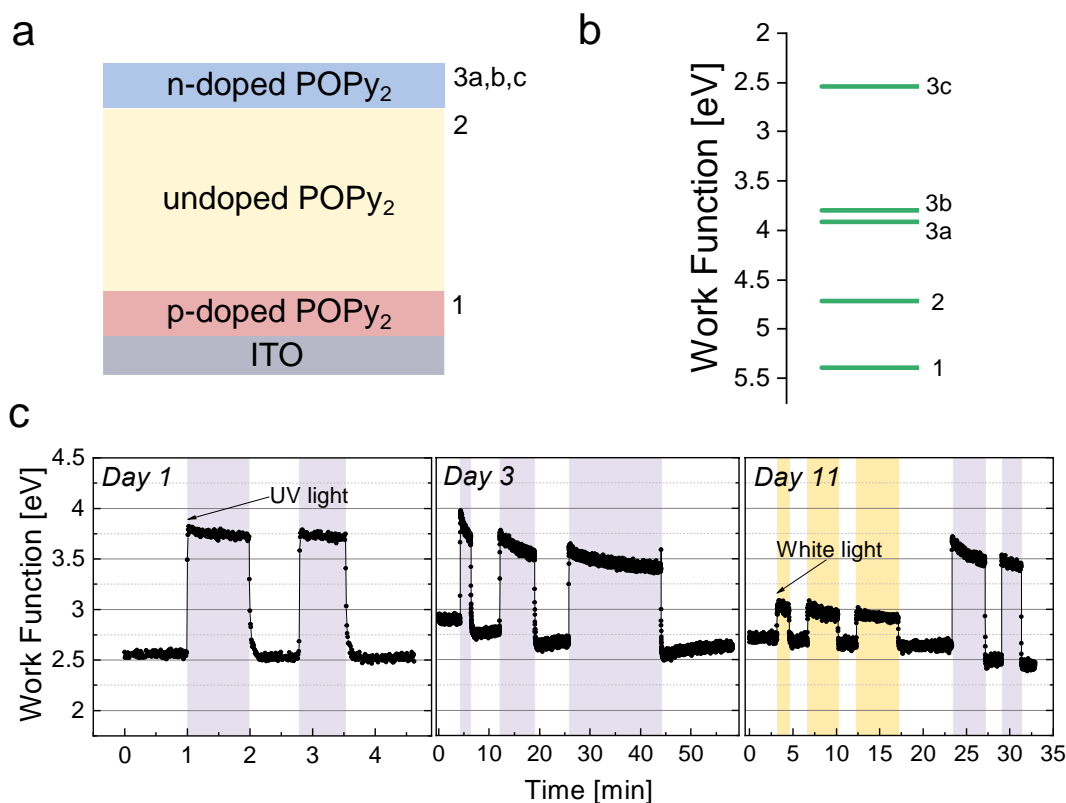 a
n-doped POPy₂
3a,b,c
2
undoped POPy₂
p-doped POPy₂
1
ITO
b
Work Function [eV]
2
2.5
3
3.5
4
4.5
5
5.5
3c
3b
3a
2
1
c
Work Function [eV]
4.5
4
3.5
3
2.5
2
Day 1
UV light
Day 3
Day 11
White light
0 1 2 3 4
0 10 20 30 40 50
0 5 10 15 20 25 30 35
Time [min]